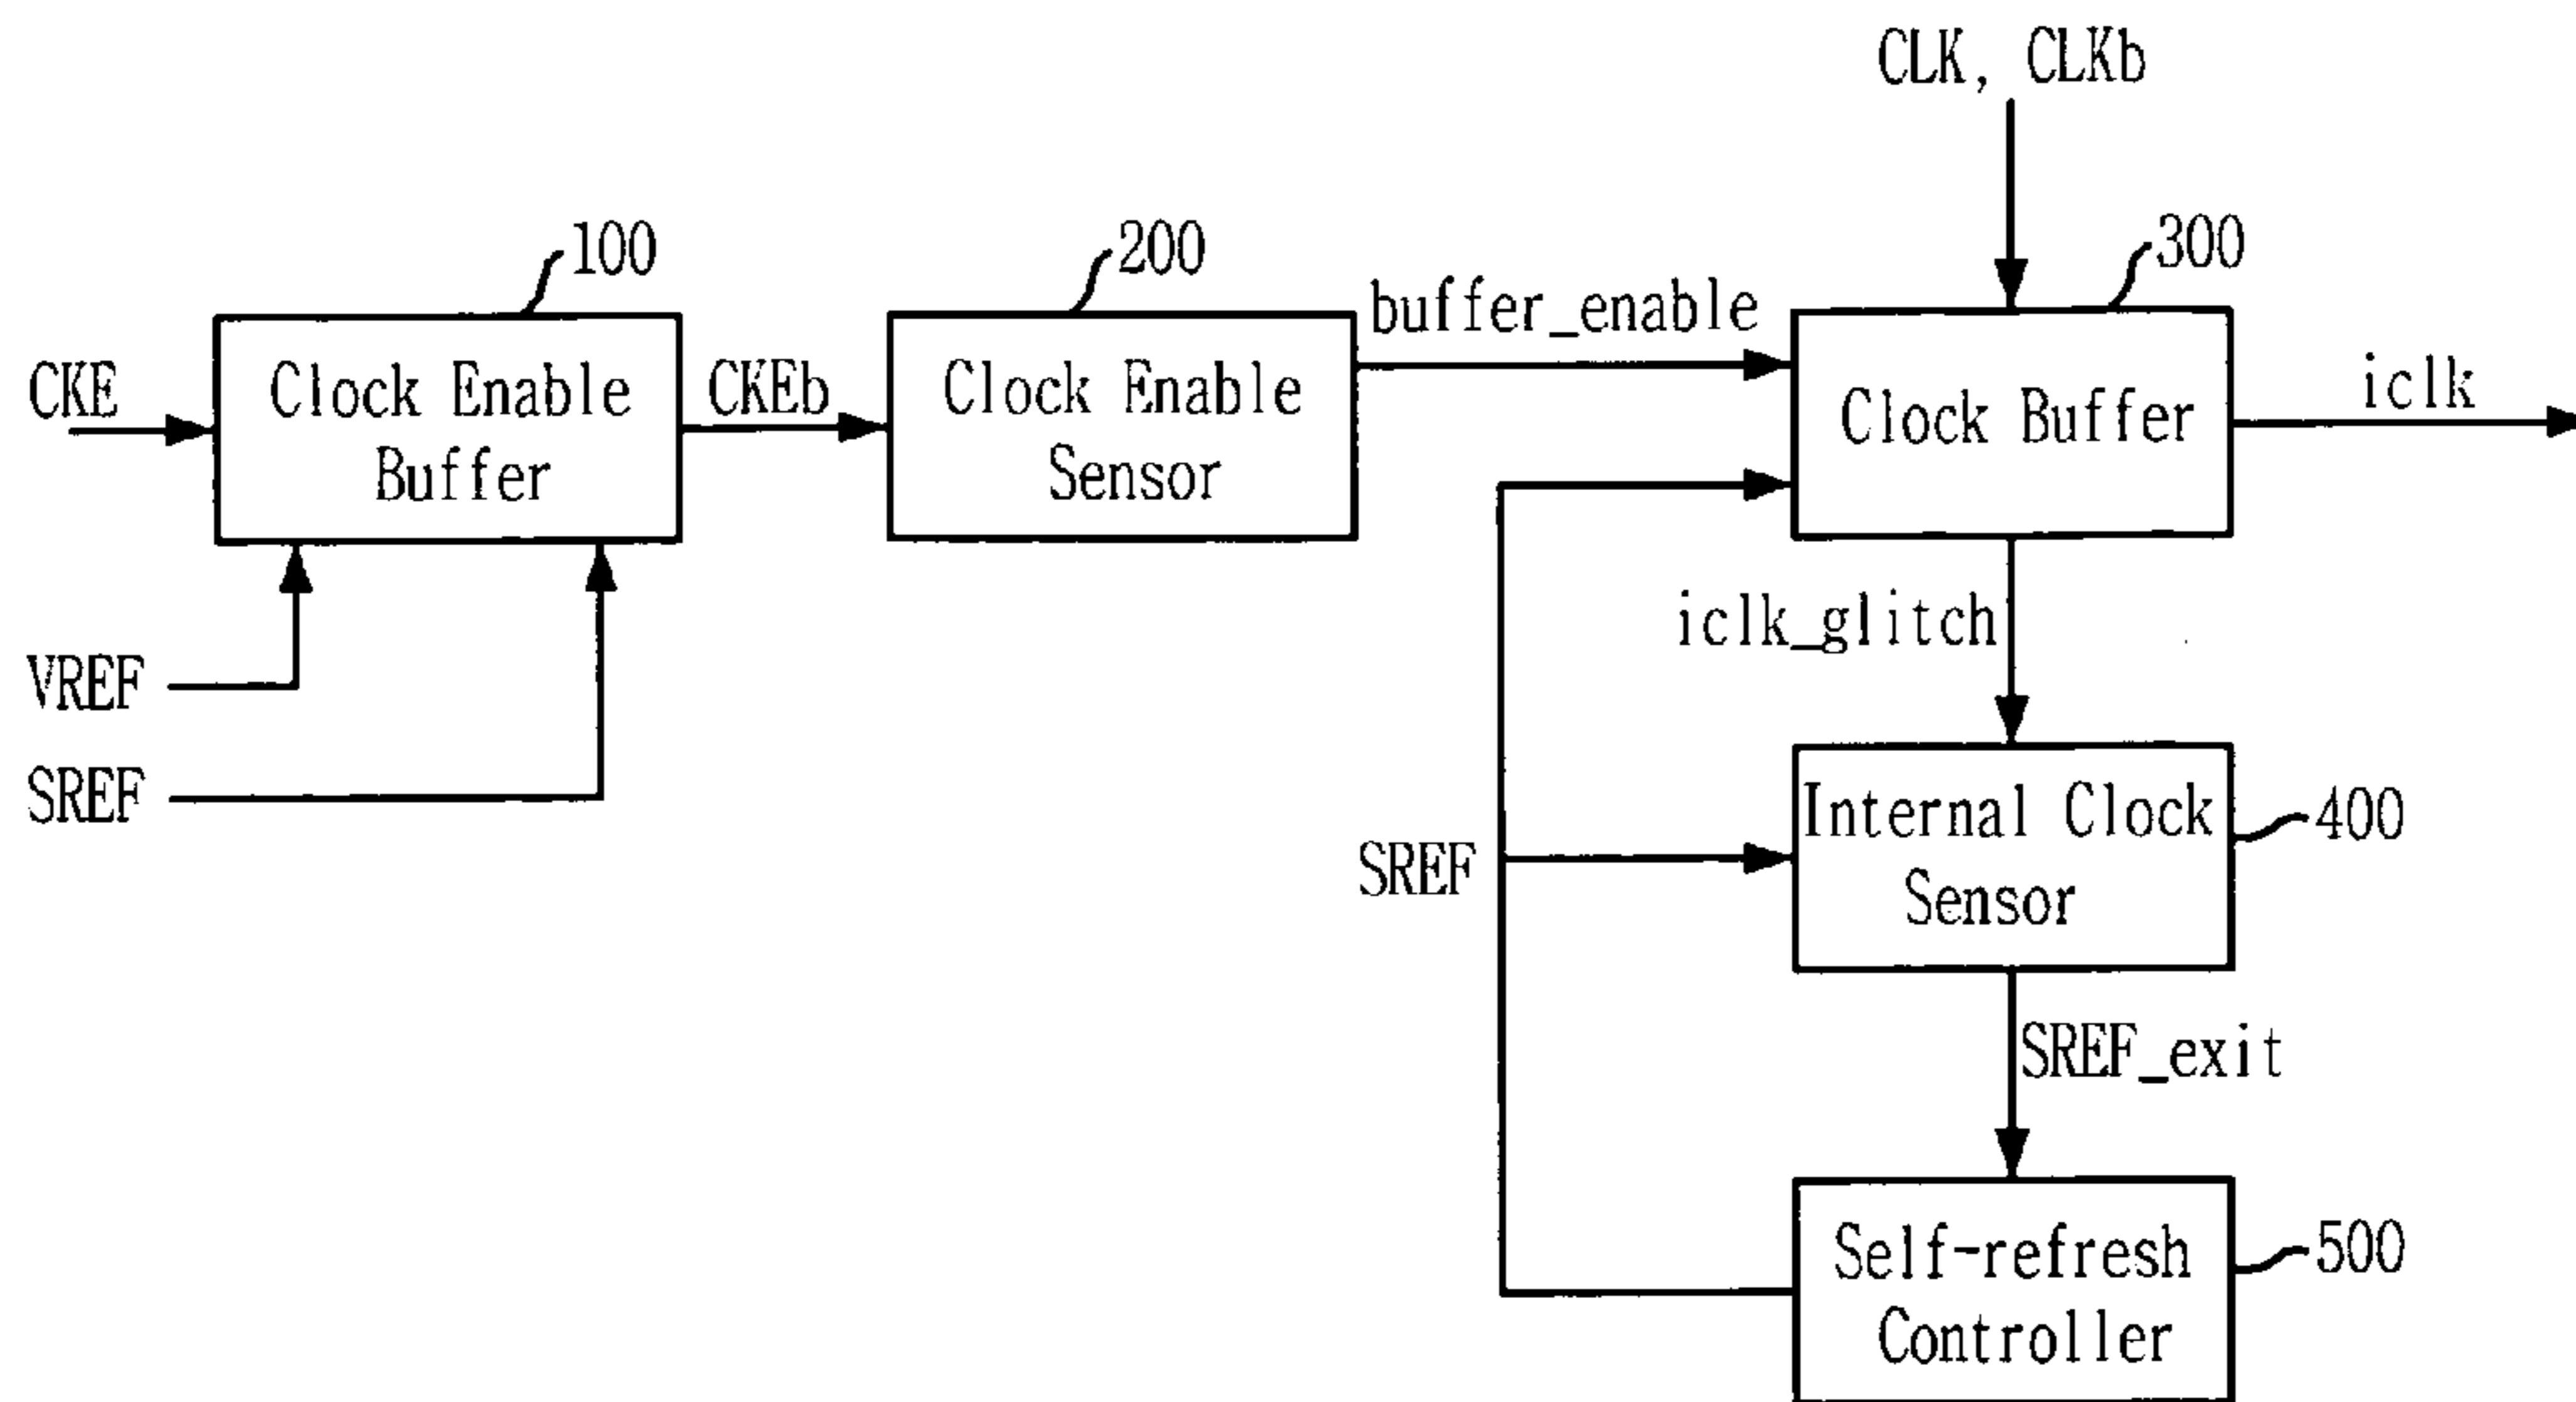 CLK, CLKb
100
200
300
buffer_enable
CKE
Clock Enable
Buffer
CKEb
Clock Enable
Sensor
Clock Buffer
iclk
iclk_glitch
VREF
SREF
SREF
Internal Clock
Sensor
400
SREF_exit
Self-refresh
Controller
500